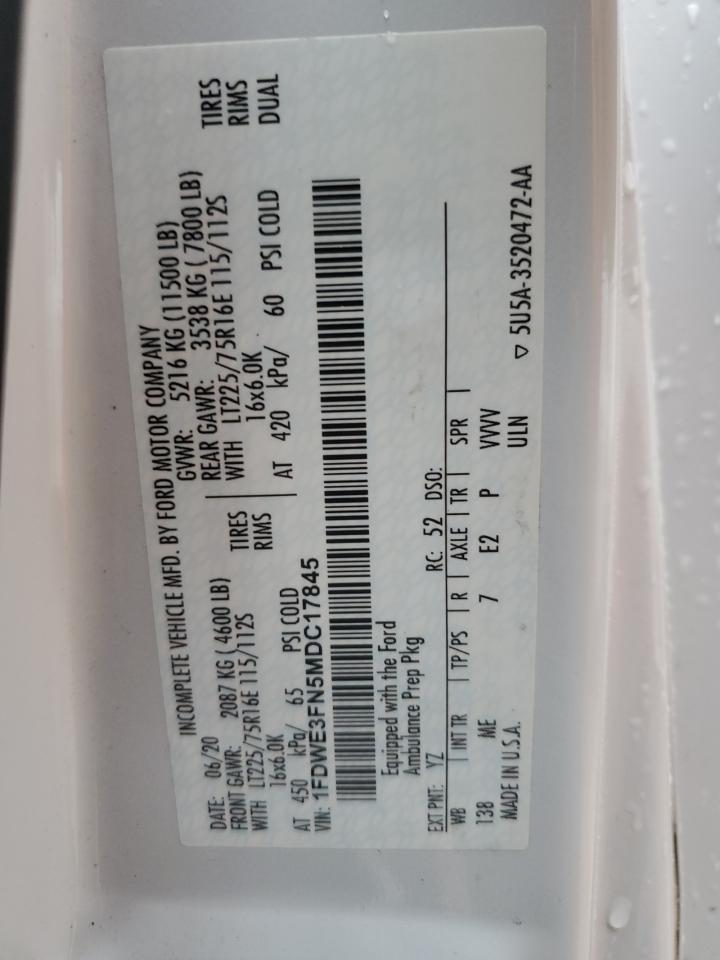 INCOMPLETE VEHICLE MFD. BY FORD MOTOR COMPANY
DATE: 06/20 GVWR: 5216 KG (11500 LB)
FRONT GAWR: 2087 KG ( 4600 LB) REAR GAWR: 3538 KG ( 7800 LB)
WITH LT225/75R16E 115/112S TIRES WITH LT225/75R16E 115/112S TIRES
16x6.0K RIMS 16x6.0K RIMS
AT 450 kPa/ 65 PSI COLD AT 420 kPa/ 60 PSI COLD DUAL
VIN: 1FDWE3FN5MDC17845
Equipped with the Ford
Ambulance Prep Pkg
EXT PNT: YZ RC: 52 DSO:
WB INT TR TP/PS R AXLE TR SPR
138 ME 7 E2 P VVVV
MADE IN U.S.A. ULN ▽ 5U5A-3520472-AA